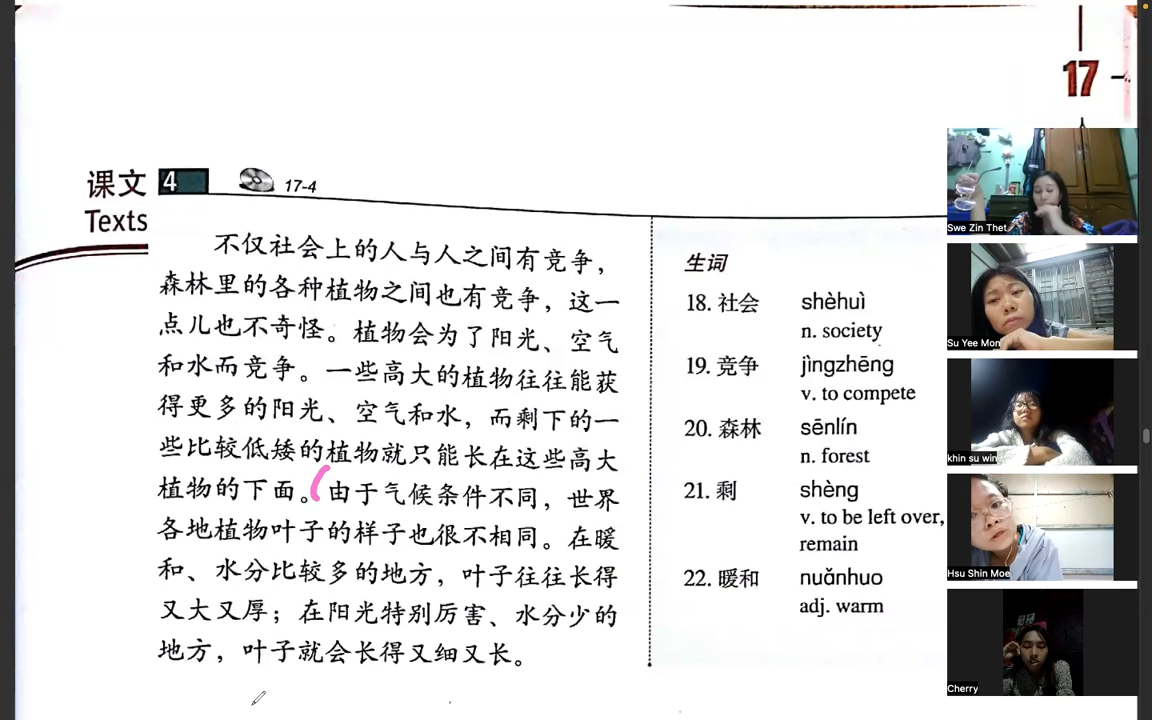 17
课文 4 17-4
Texts
不仅社会上的人与人之间有竞争，
森林里的各种植物之间也有竞争，这一
点儿也不奇怪。植物会为了阳光、空气
和水而竞争。一些高大的植物往往能获
得更多的阳光、空气和水，而剩下的一
些比较低矮的植物就只能长在这些高大
植物的下面。由于气候条件不同，世界
各地植物叶子的样子也很不相同。在暖
和、水分比较多的地方，叶子往往长得
又大又厚；在阳光特别厉害、水分少的
地方，叶子就会长得又细又长。
生词
18. 社会 shèhuì
n. society
19. 竞争 jìngzhēng
v. to compete
20. 森林 sēnlín
n. forest
21. 剩 shèng
v. to be left over,
remain
22. 暖和 nuǎnhuo
adj. warm
Swe Zin Thet
Su Yee Mon
khin su win
Hsu Shin Moe
Cherry